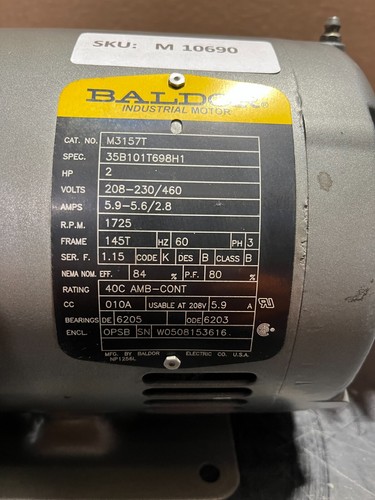 SKU: M 10690
BALDOR®
INDUSTRIAL MOTOR
CAT. NO. M3157T
SPEC. 35B101T698H1
HP 2
VOLTS 208-230/460
AMPS 5.9-5.6/2.8
R.P.M. 1725
FRAME 145T HZ 60 PH 3
SER. F. 1.15 CODE K DES B CLASS B
NEMA NOM. EFF. 84 % P.F. 80 %
RATING 40C AMB-CONT
CC 010A USABLE AT 208V 5.9 A
BEARINGS DE 6205 ODE 6203
ENCL. OPSB SN W0508153616.
MFG. BY BALDOR ELECTRIC CO. U.S.A.
NP1256L